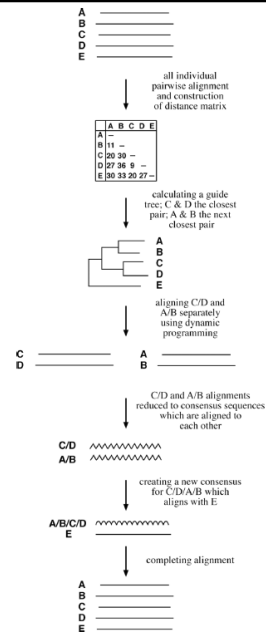 A
B
C
D
E
all individual
pairwise alignment
and construction
of distance matrix
A B C D E
A –
B 11 –
C 20 30 –
D 27 36 9 –
E 30 33 20 27 –
calculating a guide
tree; C & D the closest
pair; A & B the next
closest pair
A
B
C
D
E
aligning C/D and
A/B separately
using dynamic
programming
C A
D B
C/D and A/B alignments
reduced to consensus sequences
which are aligned to
each other
C/D
A/B
creating a new consensus
for C/D/A/B which
aligns with E
A/B/C/D
E
completing alignment
A
B
C
D
E